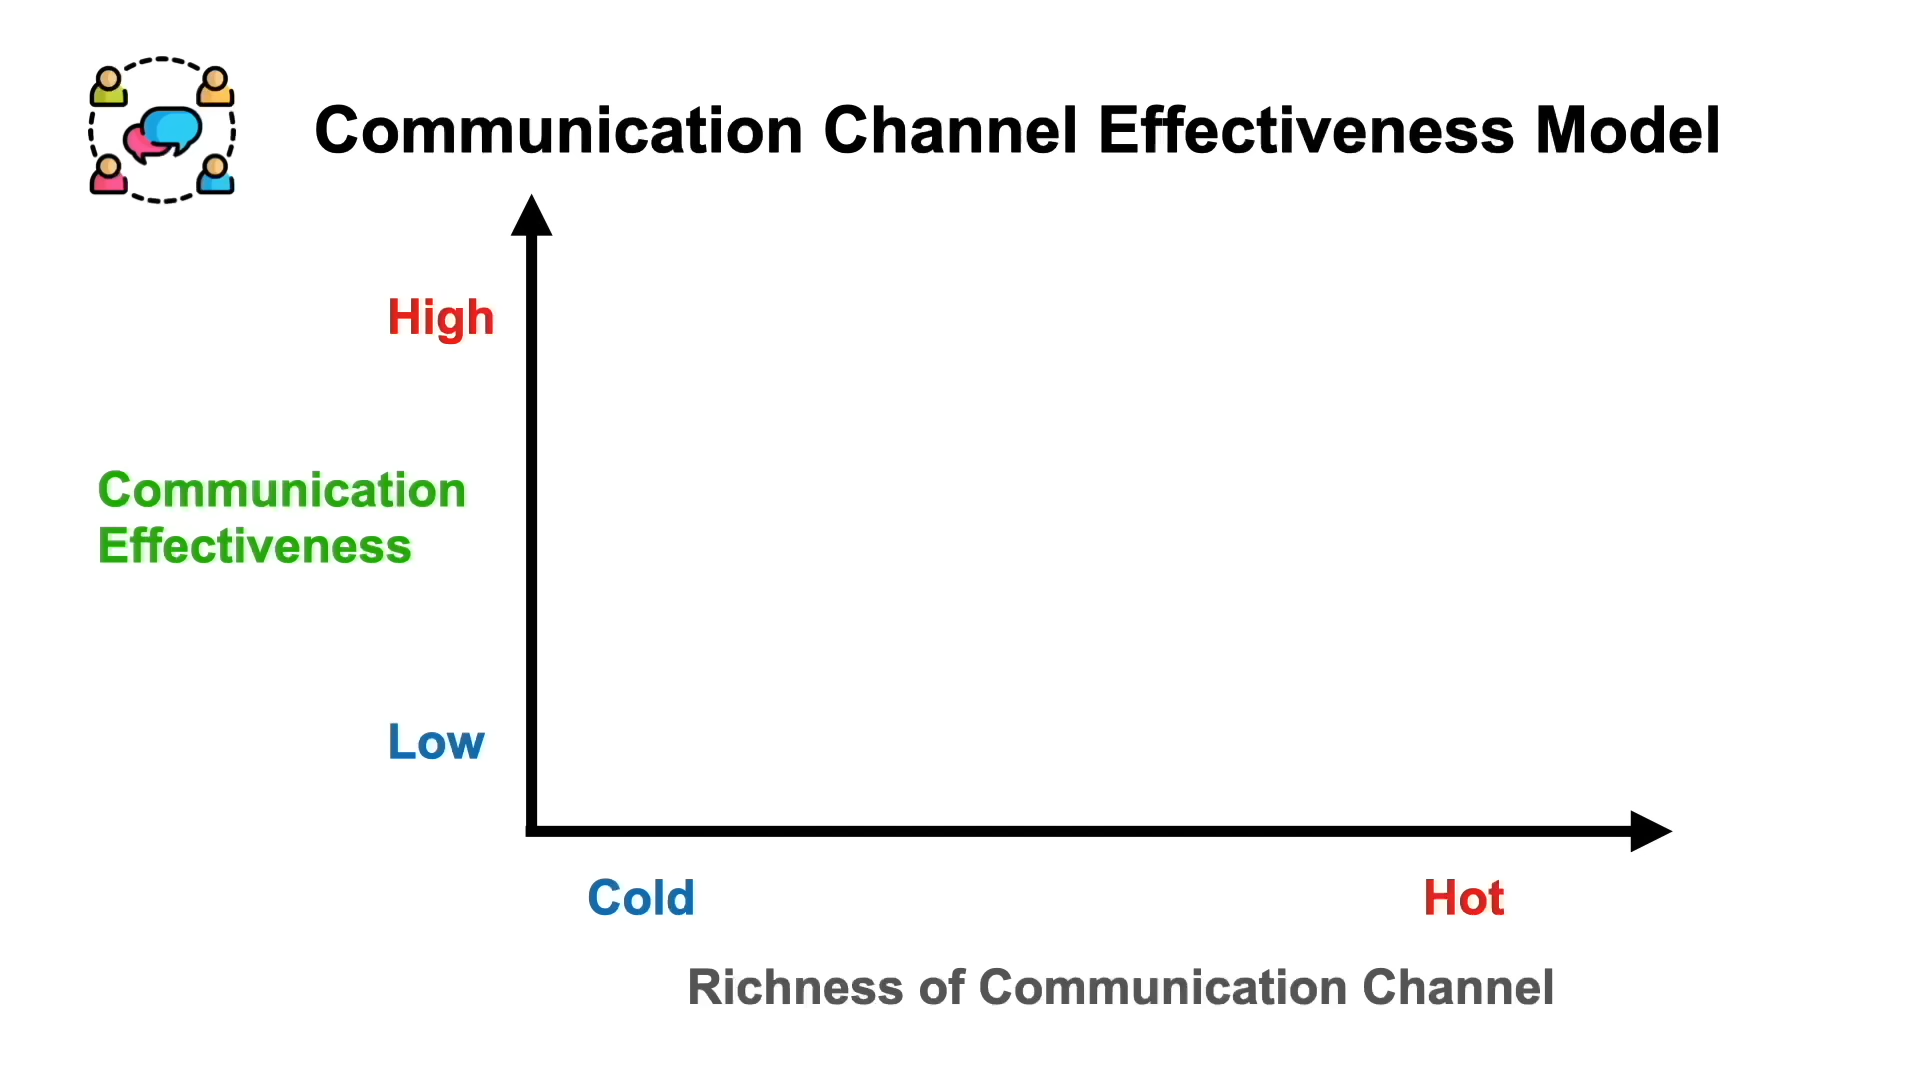 Communication Channel Effectiveness Model
High
Communication
Effectiveness
Low
Cold
Hot
Richness of Communication Channel